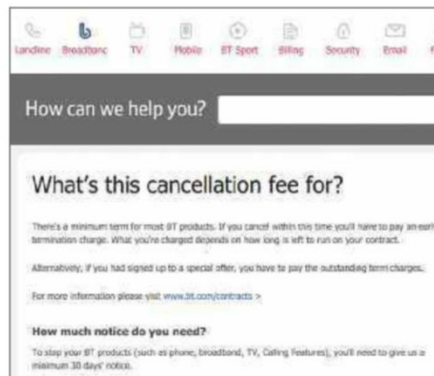 Landline Broadband TV Mobile BT Sport Billing Security Email
How can we help you?
What's this cancellation fee for?
There's a minimum term for most BT products. If you cancel within this time you'll have to pay an
termination charge. What you're charged depends on how long is left to run on your contract.
Alternatively, if you had signed up to a special offer, you have to pay the outstanding term charges.
For more information please visit www.bt.com/contracts >
How much notice do you need?
To stop your BT products (such as phone, broadband, TV, Calling Features), you'll need to give us a
minimum 30 days' notice.